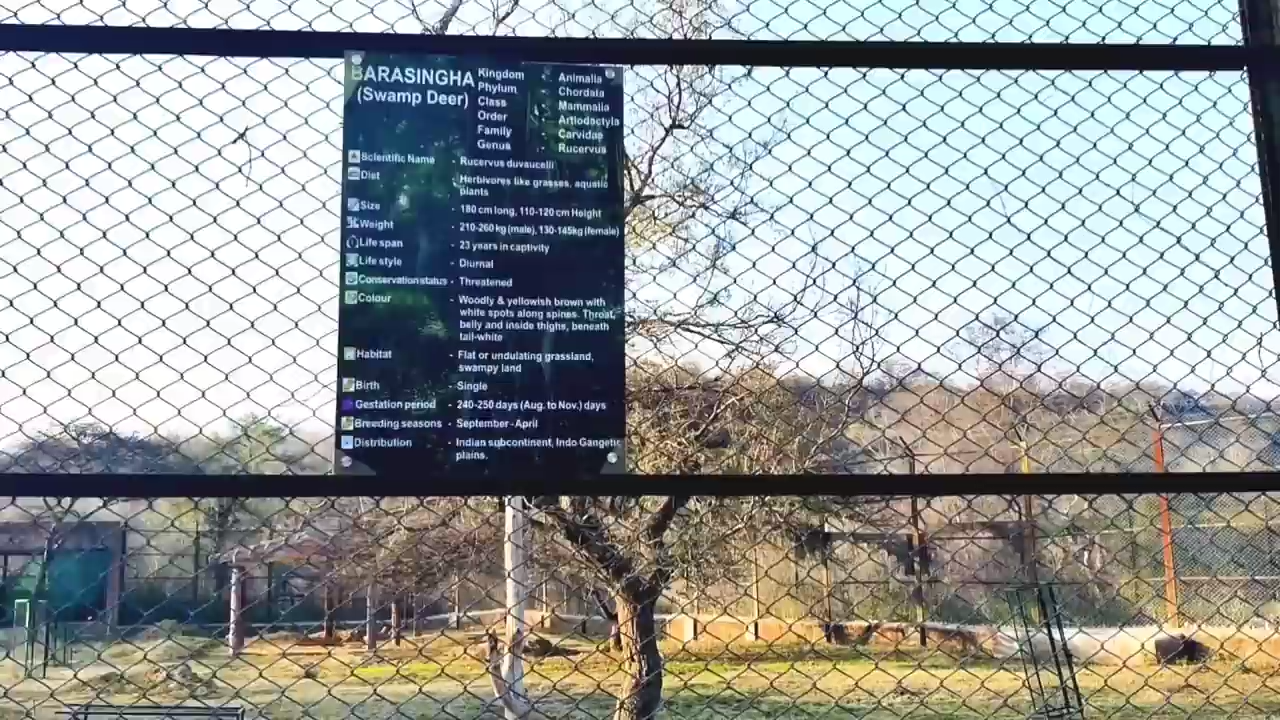 BARASINGHA
(Swamp Deer)
Kingdom - Animalia
Phylum - Chordata
Class - Mammalia
Order - Artiodactyla
Family - Carvidae
Genus - Rucervus
Scientific Name - Rucervus duvaucelii
Diet - Herbivores like grasses, aquatic
plants
Size - 180 cm long, 110-120 cm Height
Weight - 210-260 kg (male), 130-145kg (female)
Life span - 23 years in captivity
Life style - Diurnal
Conservation status - Threatened
Colour - Woodly & yellowish brown with
white spots along spines. Throat,
belly and inside thighs, beneath
tail-white
Habitat - Flat or undulating grassland,
swampy land
Birth - Single
Gestation period - 240-250 days (Aug. to Nov.) days
Breeding seasons - September - April
Distribution - Indian subcontinent, Indo Gangetic
plains.